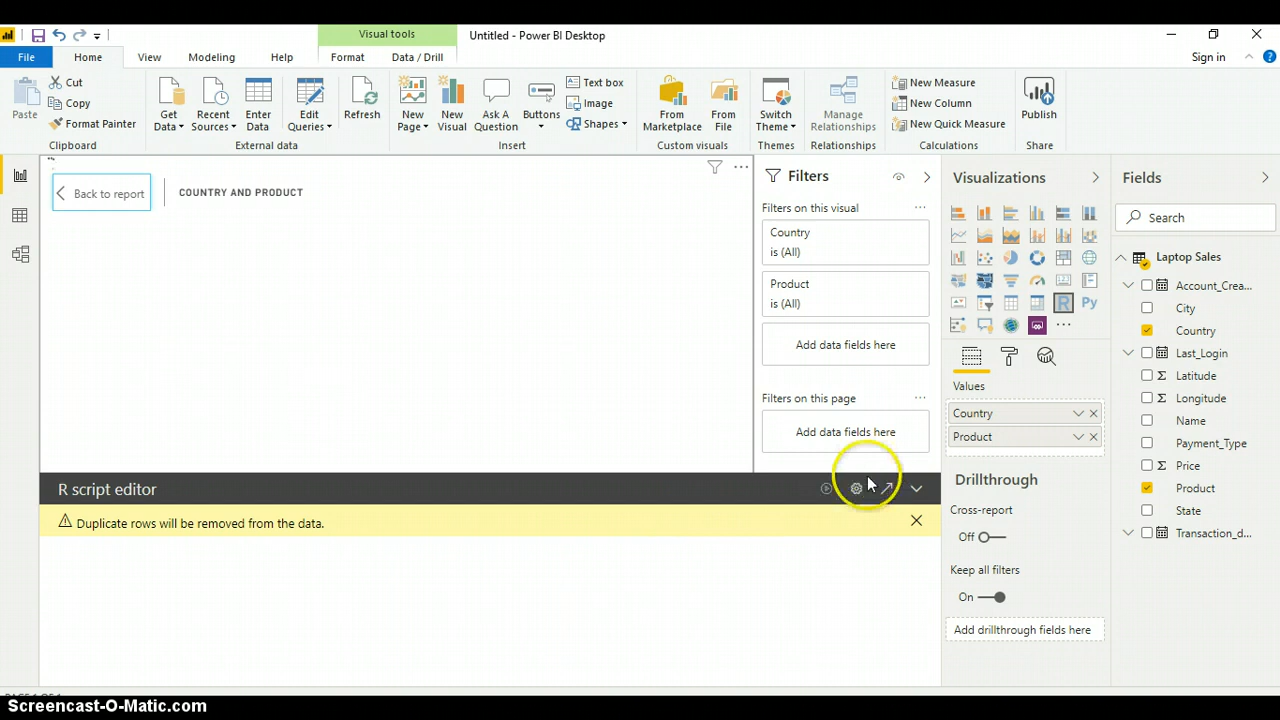 Visual tools
Untitled - Power BI Desktop
File
Home
View
Modeling
Help
Format
Data / Drill
Sign in
Paste
Cut
Copy
Format Painter
Clipboard
Get Data
Recent Sources
Enter Data
Edit Queries
Refresh
External data
New Page
New Visual
Ask A Question
Buttons
Text box
Image
Shapes
Insert
From Marketplace
From File
Custom visuals
Switch Theme
Themes
Manage Relationships
Relationships
New Measure
New Column
New Quick Measure
Calculations
Publish
Share
Back to report
COUNTRY AND PRODUCT
Filters
Filters on this visual
Country
is (All)
Product
is (All)
Add data fields here
Filters on this page
Add data fields here
Visualizations
R
Py
Values
Country
Product
Drillthrough
Cross-report
Off
Keep all filters
On
Add drillthrough fields here
Fields
Search
Laptop Sales
Account_Crea...
City
Country
Last_Login
Latitude
Longitude
Name
Payment_Type
Price
Product
State
Transaction_d...
R script editor
Duplicate rows will be removed from the data.
Screencast-O-Matic.com